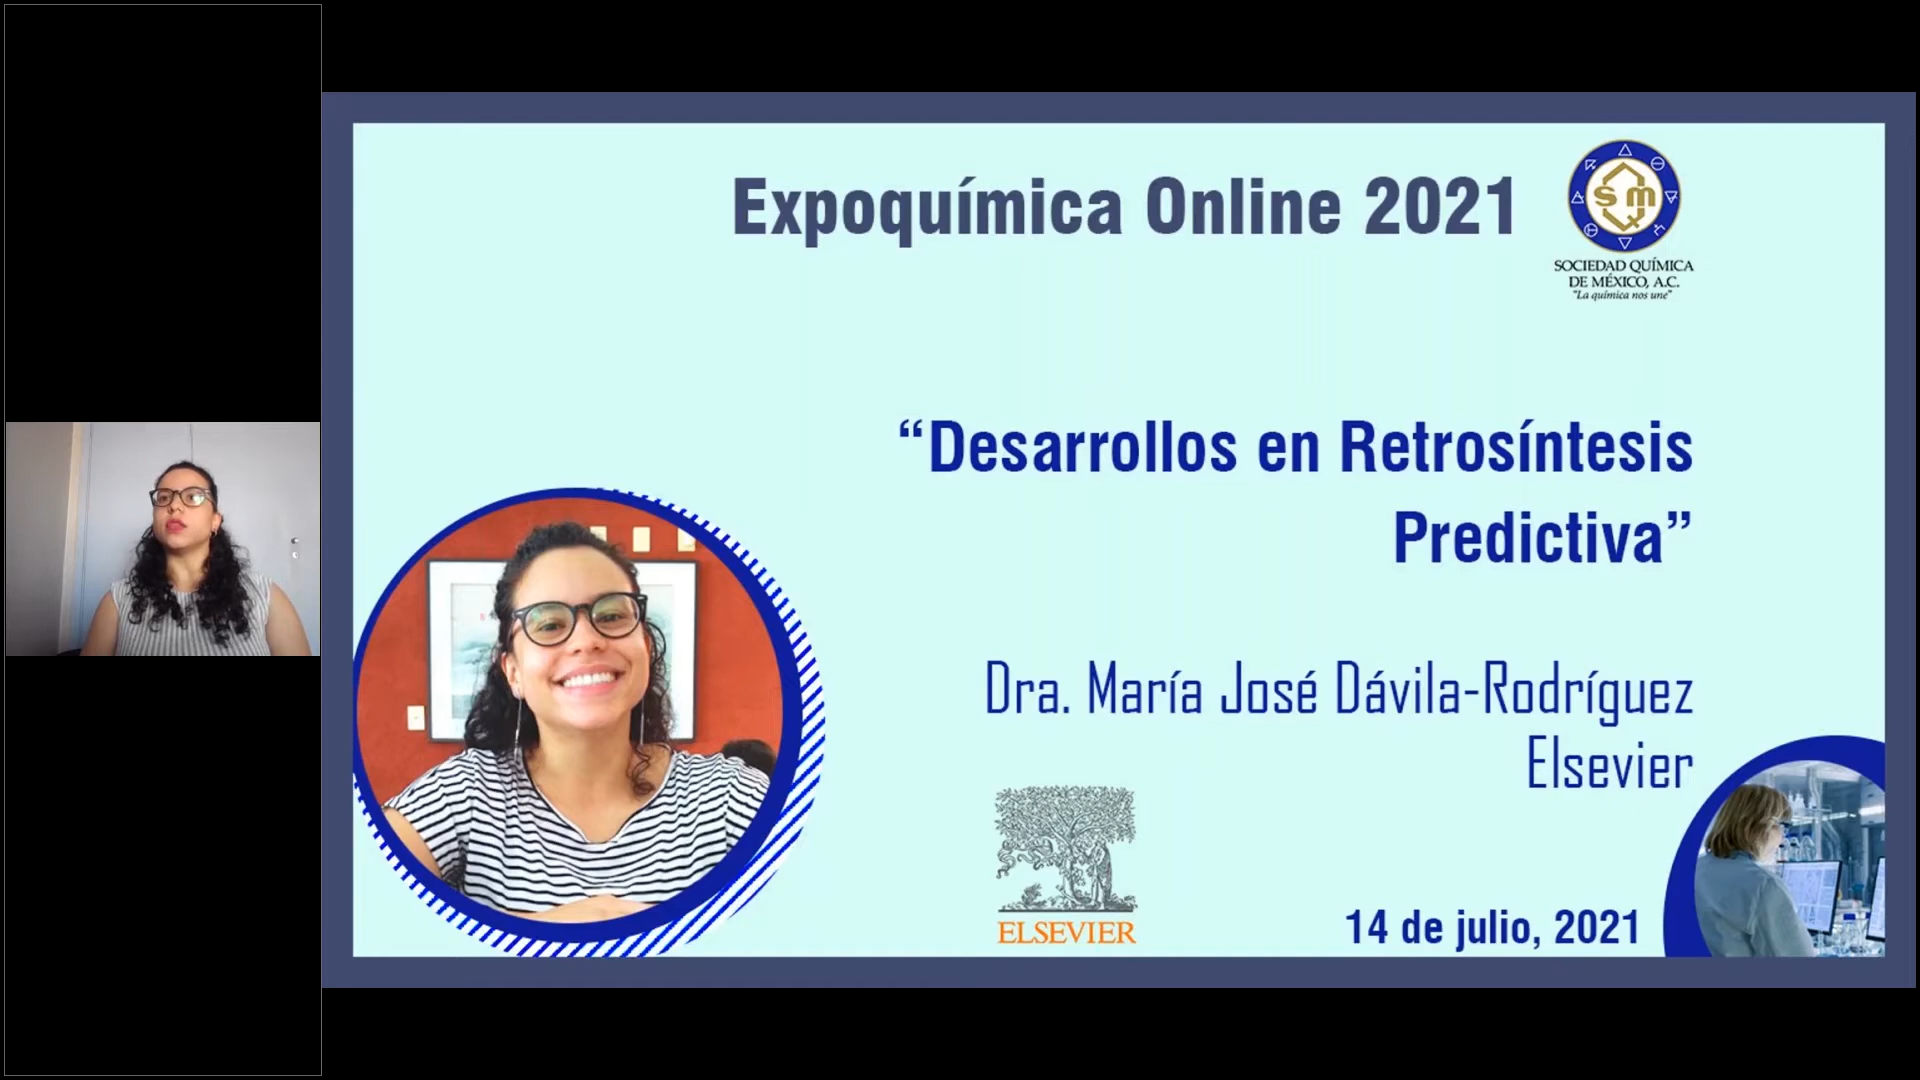 Expoquímica Online 2021
S M
Q
SOCIEDAD QUÍMICA
DE MÉXICO, A.C.
"La química nos une"
“Desarrollos en Retrosíntesis
Predictiva”
Dra. María José Dávila-Rodríguez
Elsevier
ELSEVIER
14 de julio, 2021